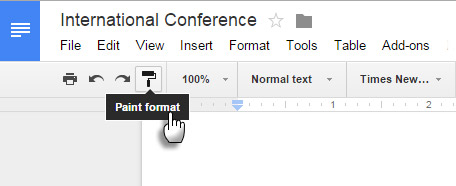 International Conference
File Edit View Insert Format Tools Table Add-ons
100% Normal text Times New...
Paint format
1 2